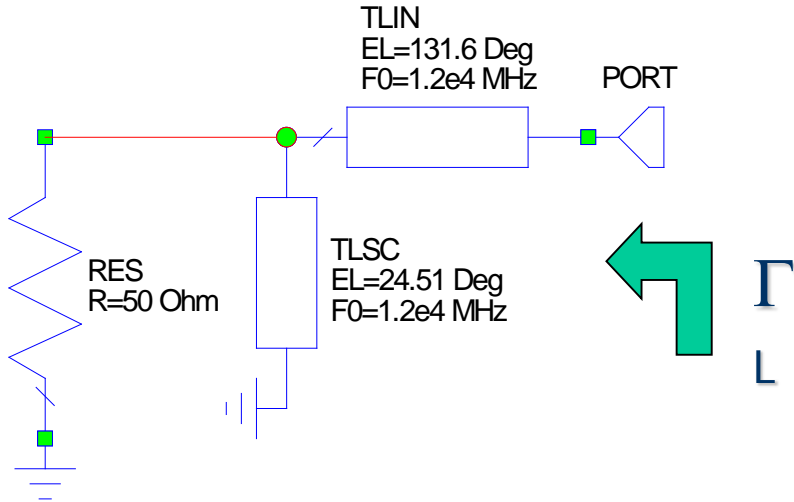 TLIN
EL=131.6 Deg
F0=1.2e4 MHz
PORT
RES
R=50 Ohm
TLSC
EL=24.51 Deg
F0=1.2e4 MHz
Γ
L